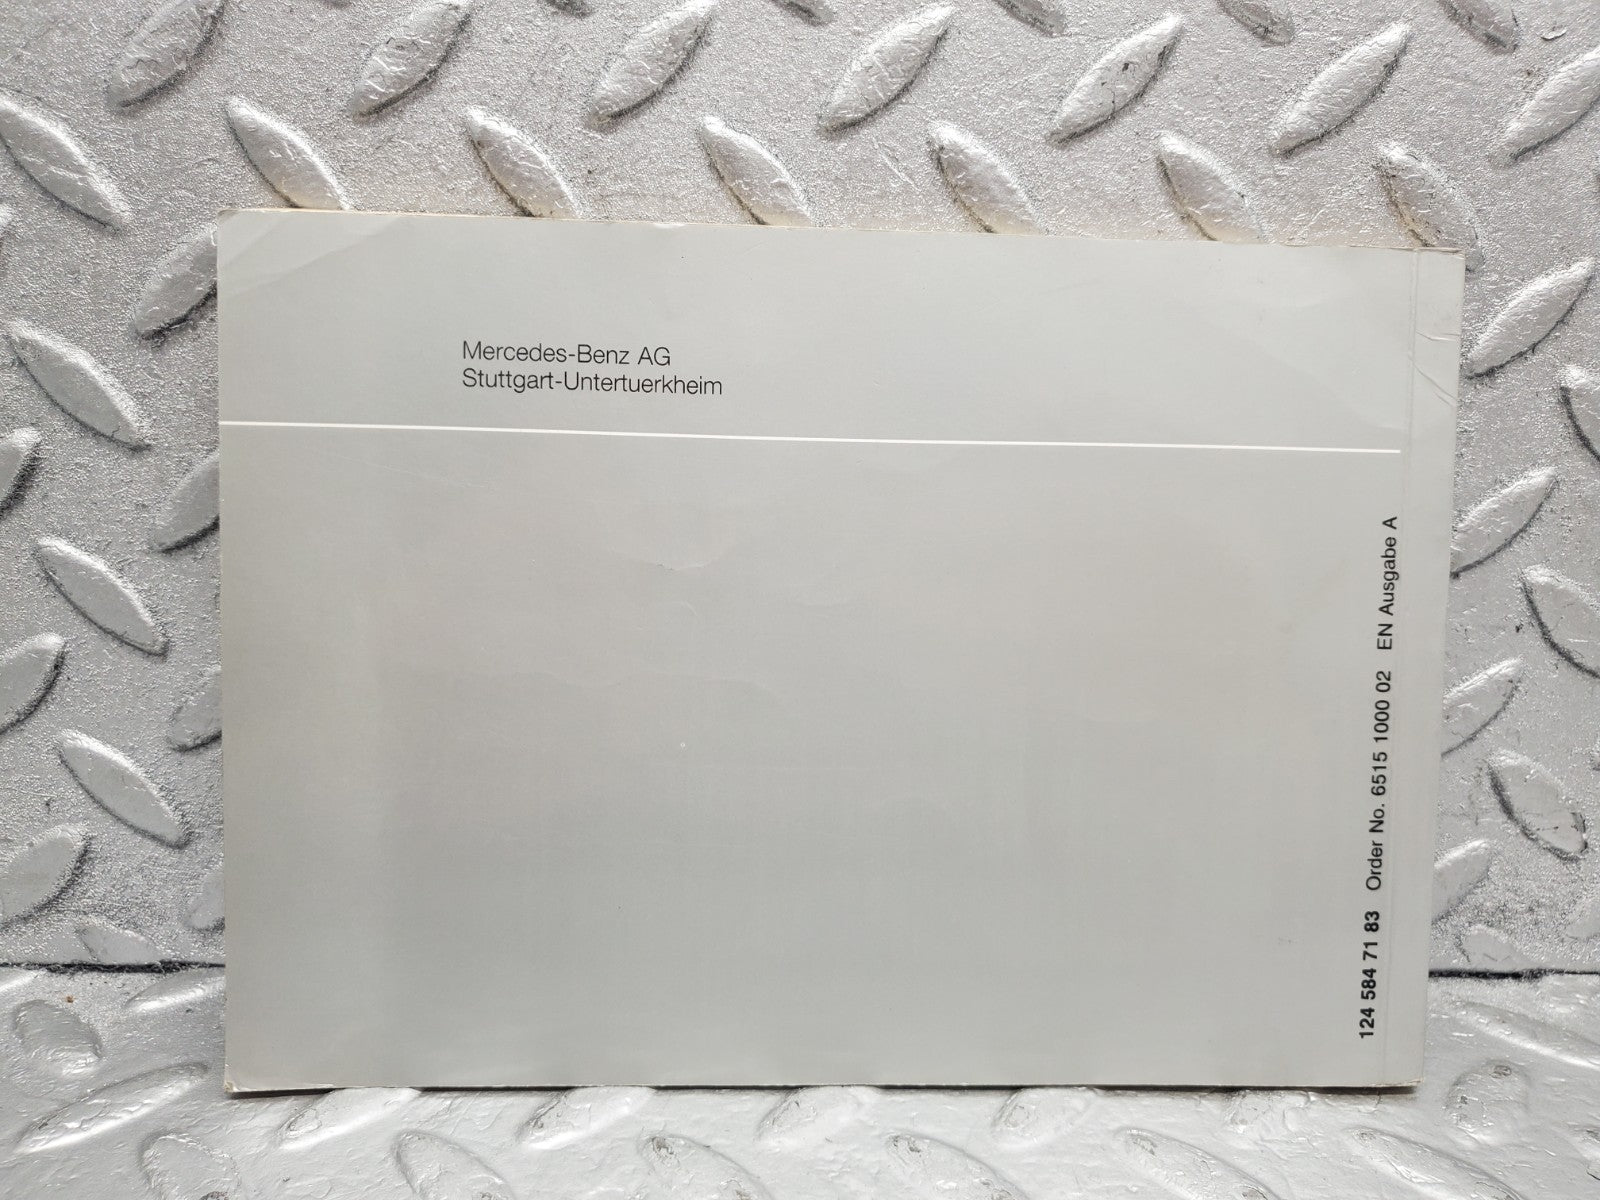 Mercedes-Benz AG
Stuttgart-Untertuerkheim
124 584 71 83 Order No. 6515 1000 02 EN Ausgabe A